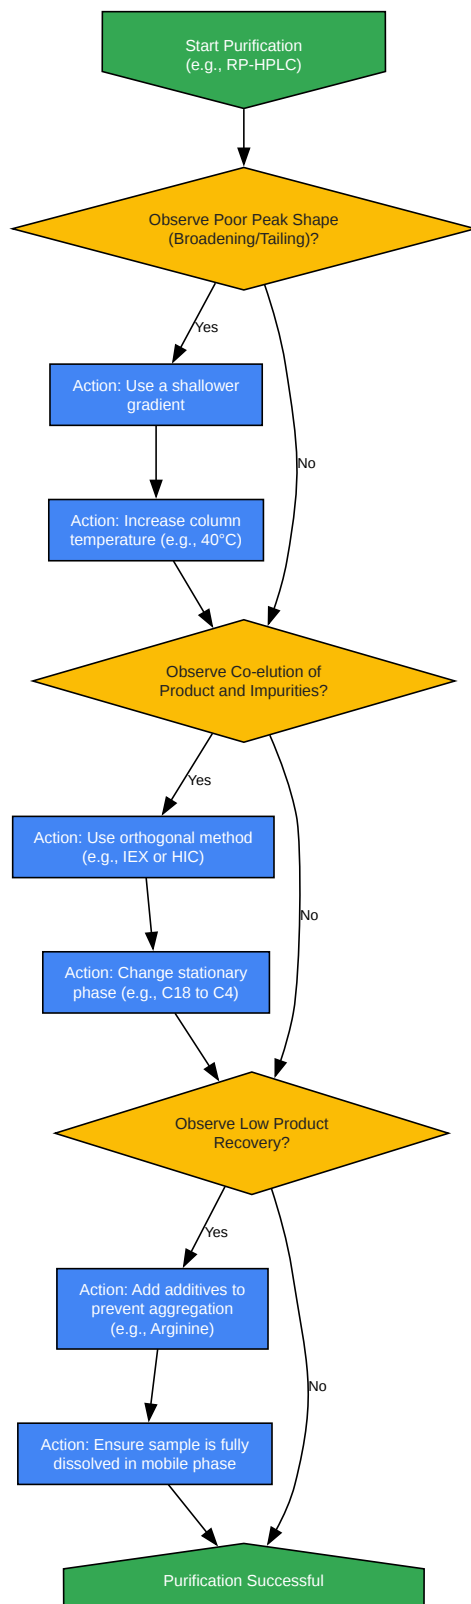 Start Purification
(e.g., RP-HPLC)
Observe Poor Peak Shape
(Broadening/Tailing)?
Yes
Action: Use a shallower
gradient
No
Action: Increase column
temperature (e.g., 40°C)
Observe Co-elution of
Product and Impurities?
Yes
Action: Use orthogonal method
(e.g., IEX or HIC)
No
Action: Change stationary
phase (e.g., C18 to C4)
Observe Low Product
Recovery?
Yes
Action: Add additives to
prevent aggregation
(e.g., Arginine)
No
Action: Ensure sample is fully
dissolved in mobile phase
Purification Successful